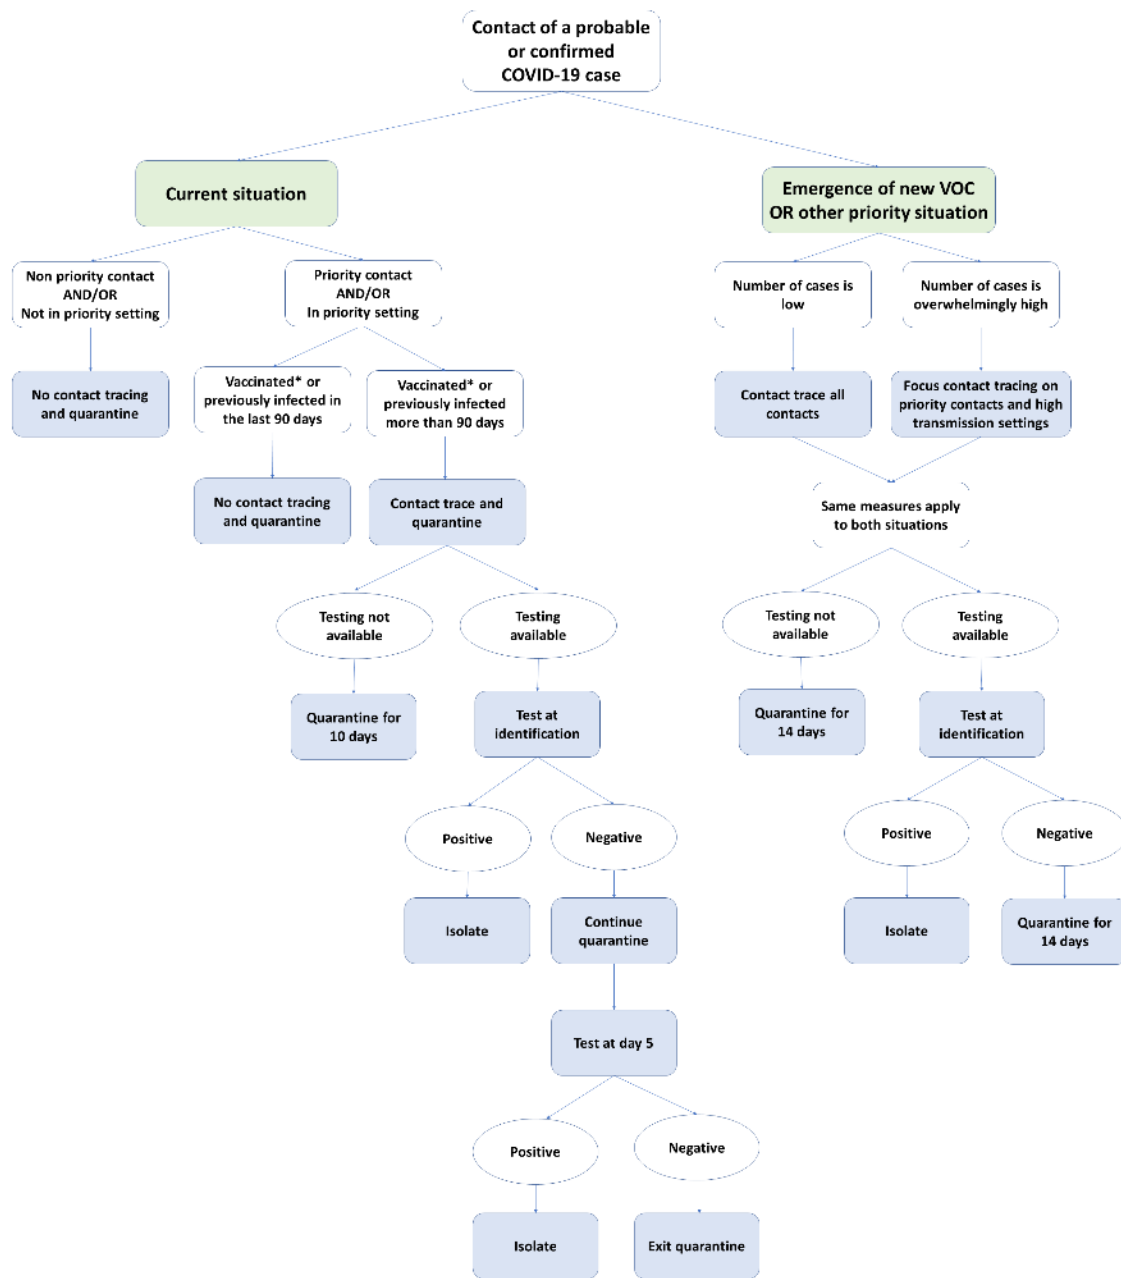 Contact of a probable
or confirmed
COVID-19 case
Current situation
Emergence of new VOC
OR other priority situation
Non priority contact
AND/OR
Not in priority setting
Priority contact
AND/OR
In priority setting
Number of cases is
low
Number of cases is
overwhelmingly high
No contact tracing
and quarantine
Vaccinated* or
previously infected in
the last 90 days
Vaccinated* or
previously infected
more than 90 days
Contact trace all
contacts
Focus contact tracing on
priority contacts and high
transmission settings
No contact tracing
and quarantine
Contact trace and
quarantine
Same measures apply
to both situations
Testing not
available
Testing
available
Testing not
available
Testing
available
Quarantine for
10 days
Test at
identification
Quarantine for
14 days
Test at
identification
Positive
Negative
Positive
Negative
Isolate
Continue
quarantine
Isolate
Quarantine for
14 days
Test at day 5
Positive
Negative
Isolate
Exit quarantine